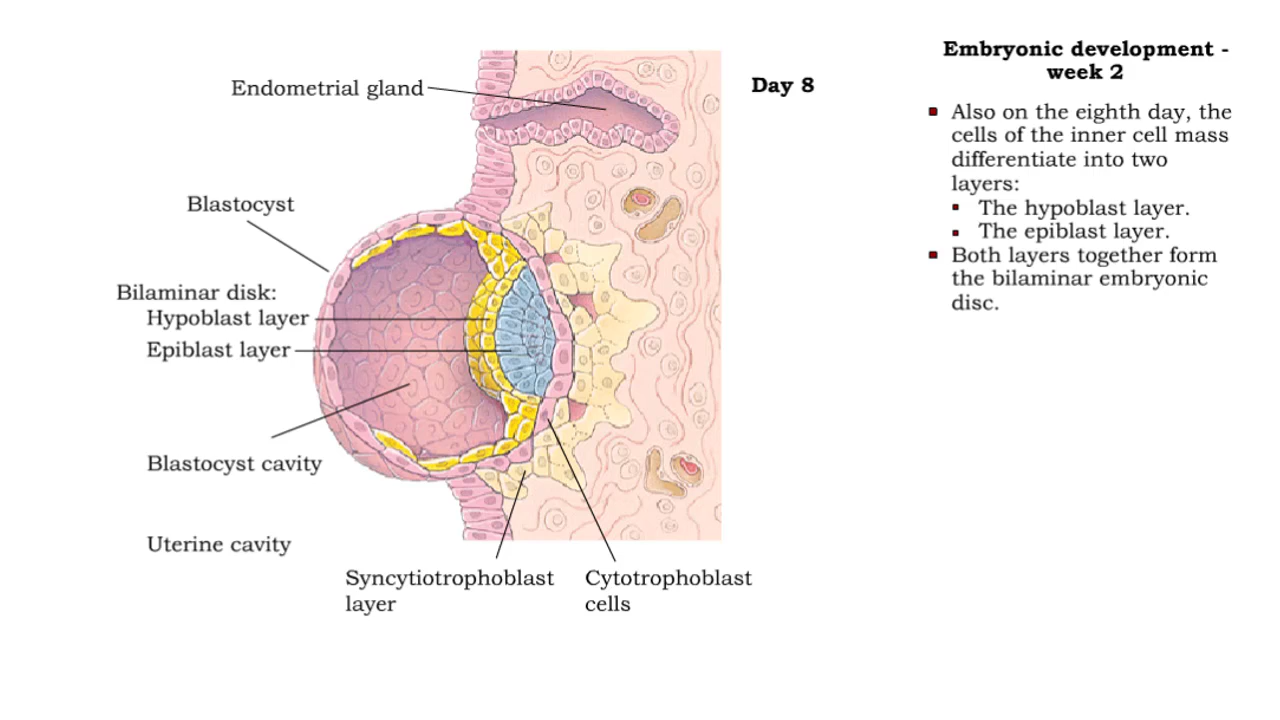 Embryonic development -
week 2
Day 8
Endometrial gland
Also on the eighth day, the
cells of the inner cell mass
differentiate into two
layers:
The hypoblast layer.
The epiblast layer.
Both layers together form
the bilaminar embryonic
disc.
Blastocyst
Bilaminar disk:
Hypoblast layer
Epiblast layer
Blastocyst cavity
Uterine cavity
Syncytiotrophoblast
layer
Cytotrophoblast
cells